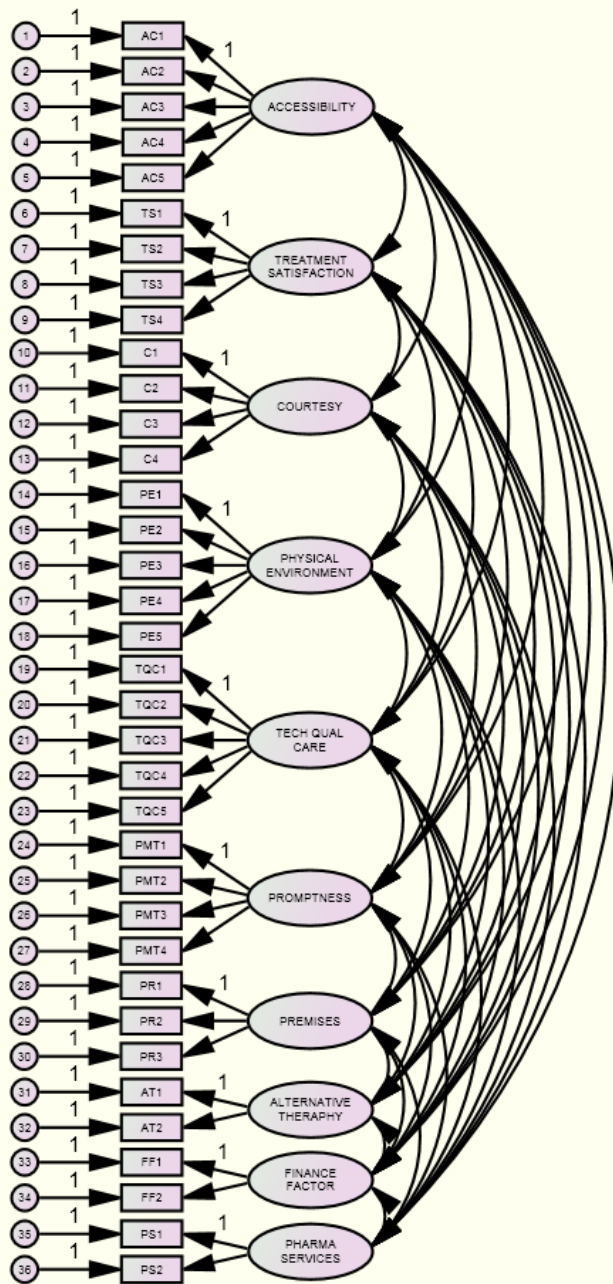 1 1 AC1
1
2 1 AC2
3 1 AC3
ACCESSIBILITY
4 1 AC4
5 1 AC5
6 1 TS1
1
7 1 TS2
TREATMENT
SATISFACTION
8 1 TS3
9 1 TS4
10 1 C1
1
11 1 C2
COURTESY
12 1 C3
13 1 C4
14 1 PE1
1
15 1 PE2
16 1 PE3
PHYSICAL
ENVIRONMENT
17 1 PE4
18 1 PE5
19 1 TQC1
1
20 1 TQC2
21 1 TQC3
TECH QUAL
CARE
22 1 TQC4
23 1 TQC5
24 1 PMT1
1
25 1 PMT2
PROMPTNESS
26 1 PMT3
27 1 PMT4
28 1 PR1
1
29 1 PR2
PREMISES
30 1 PR3
31 1 AT1
1
ALTERNATIVE
THERAPHY
32 1 AT2
33 1 FF1
1
FINANCE
FACTOR
34 1 FF2
35 1 PS1
1
PHARMA
SERVICES
36 1 PS2